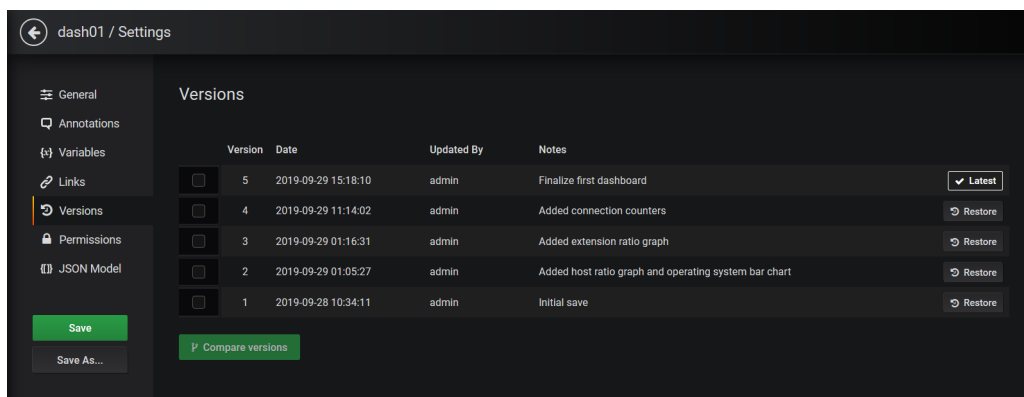 dash01 / Settings
General
Annotations
{x} Variables
Links
Versions
Permissions
{[]} JSON Model
Save
Save As...
Versions
Version Date Updated By Notes
5 2019-09-29 15:18:10 admin Finalize first dashboard Latest
4 2019-09-29 11:14:02 admin Added connection counters Restore
3 2019-09-29 01:16:31 admin Added extension ratio graph Restore
2 2019-09-29 01:05:27 admin Added host ratio graph and operating system bar chart Restore
1 2019-09-28 10:34:11 admin Initial save Restore
Compare versions